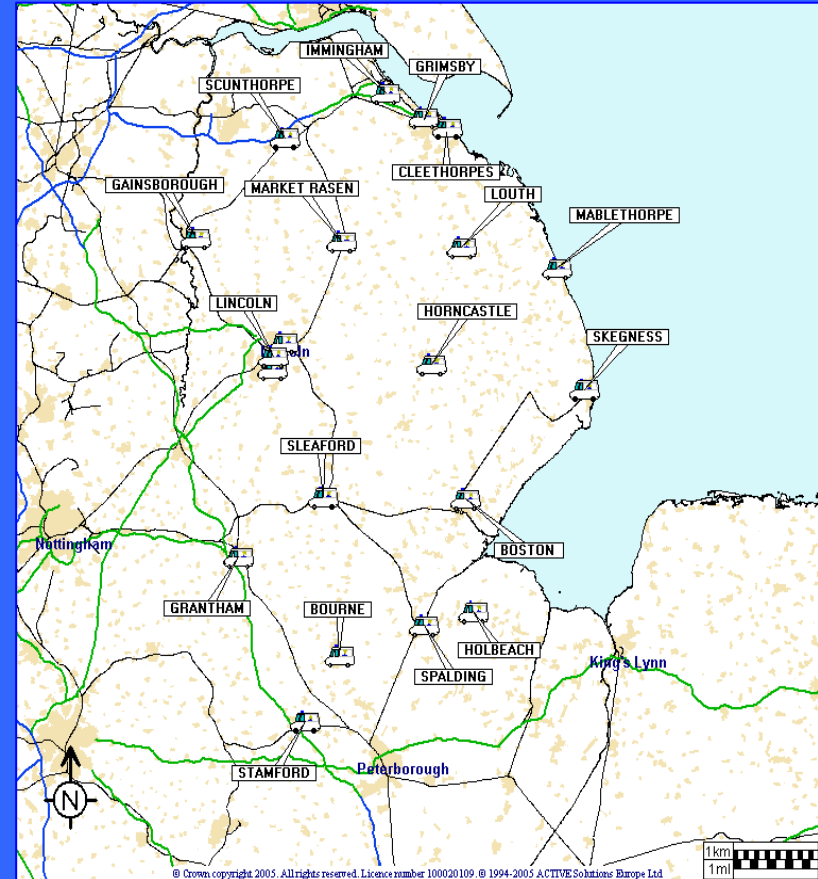 IMMINGHAM
GRIMSBY
SCUNTHORPE
CLEETHORPES
GAINSBOROUGH
MARKET RASEN
LOUTH
MABLETHORPE
LINCOLN
HORNCASTLE
SKEGNESS
SLEAFORD
Nottingham
BOSTON
GRANTHAM
BOURNE
HOLBEACH
King's Lynn
SPALDING
STAMFORD
Peterborough
N
1km
1ml
© Crown copyright 2005. All rights reserved. Licence number 100020109. © 1994-2005 ACTIVE Solutions Europe Ltd